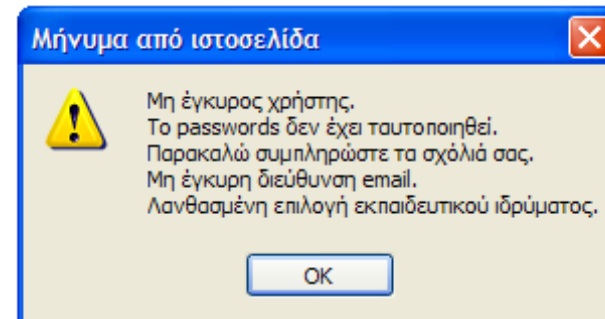 Μήνυμα από ιστοσελίδα
Μη έγκυρος χρήστης.
Το passwords δεν έχει ταυτοποιηθεί.
Παρακαλώ συμπληρώστε τα σχόλιά σας.
Μη έγκυρη διεύθυνση email.
Λανθασμένη επιλογή εκπαιδευτικού ιδρύματος.
OK